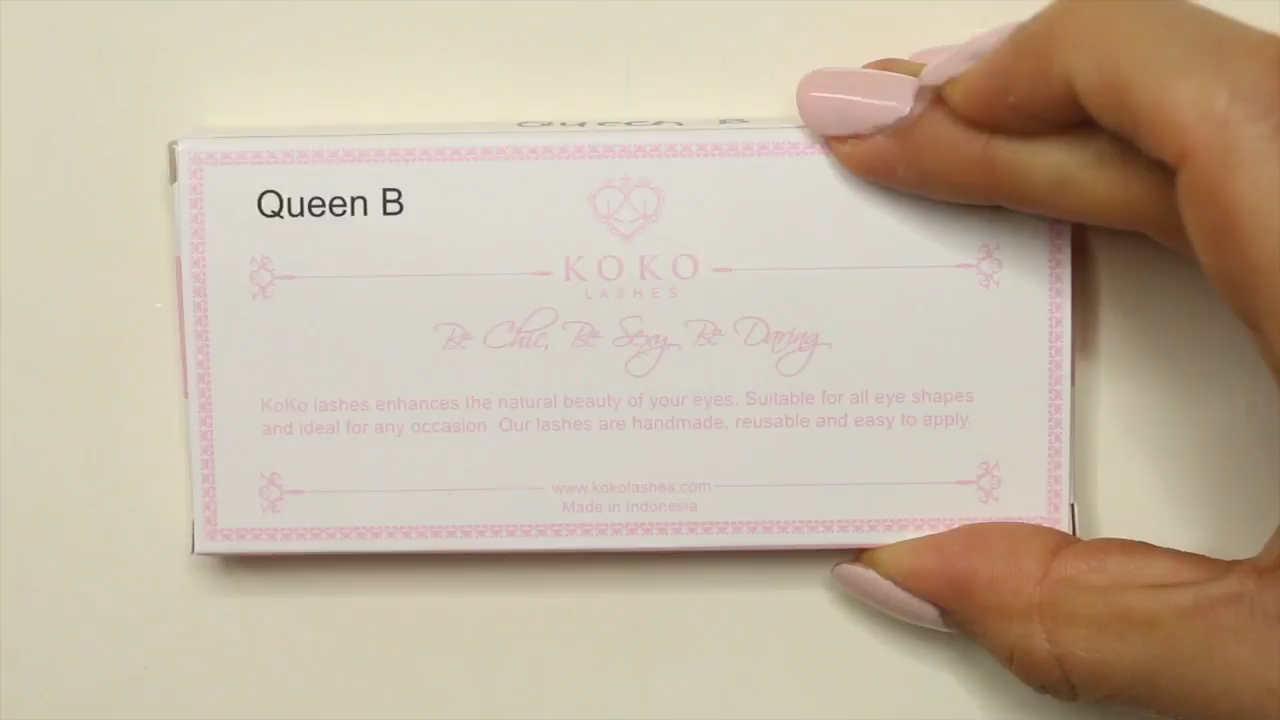 Queen B
Queen B
KOKO
LASHES
Be Chic, Be Sexy, Be Daring
KoKo lashes enhances the natural beauty of your eyes. Suitable for all eye shapes
and ideal for any occasion. Our lashes are handmade, reusable and easy to apply.
www.kokolashes.com
Made in Indonesia